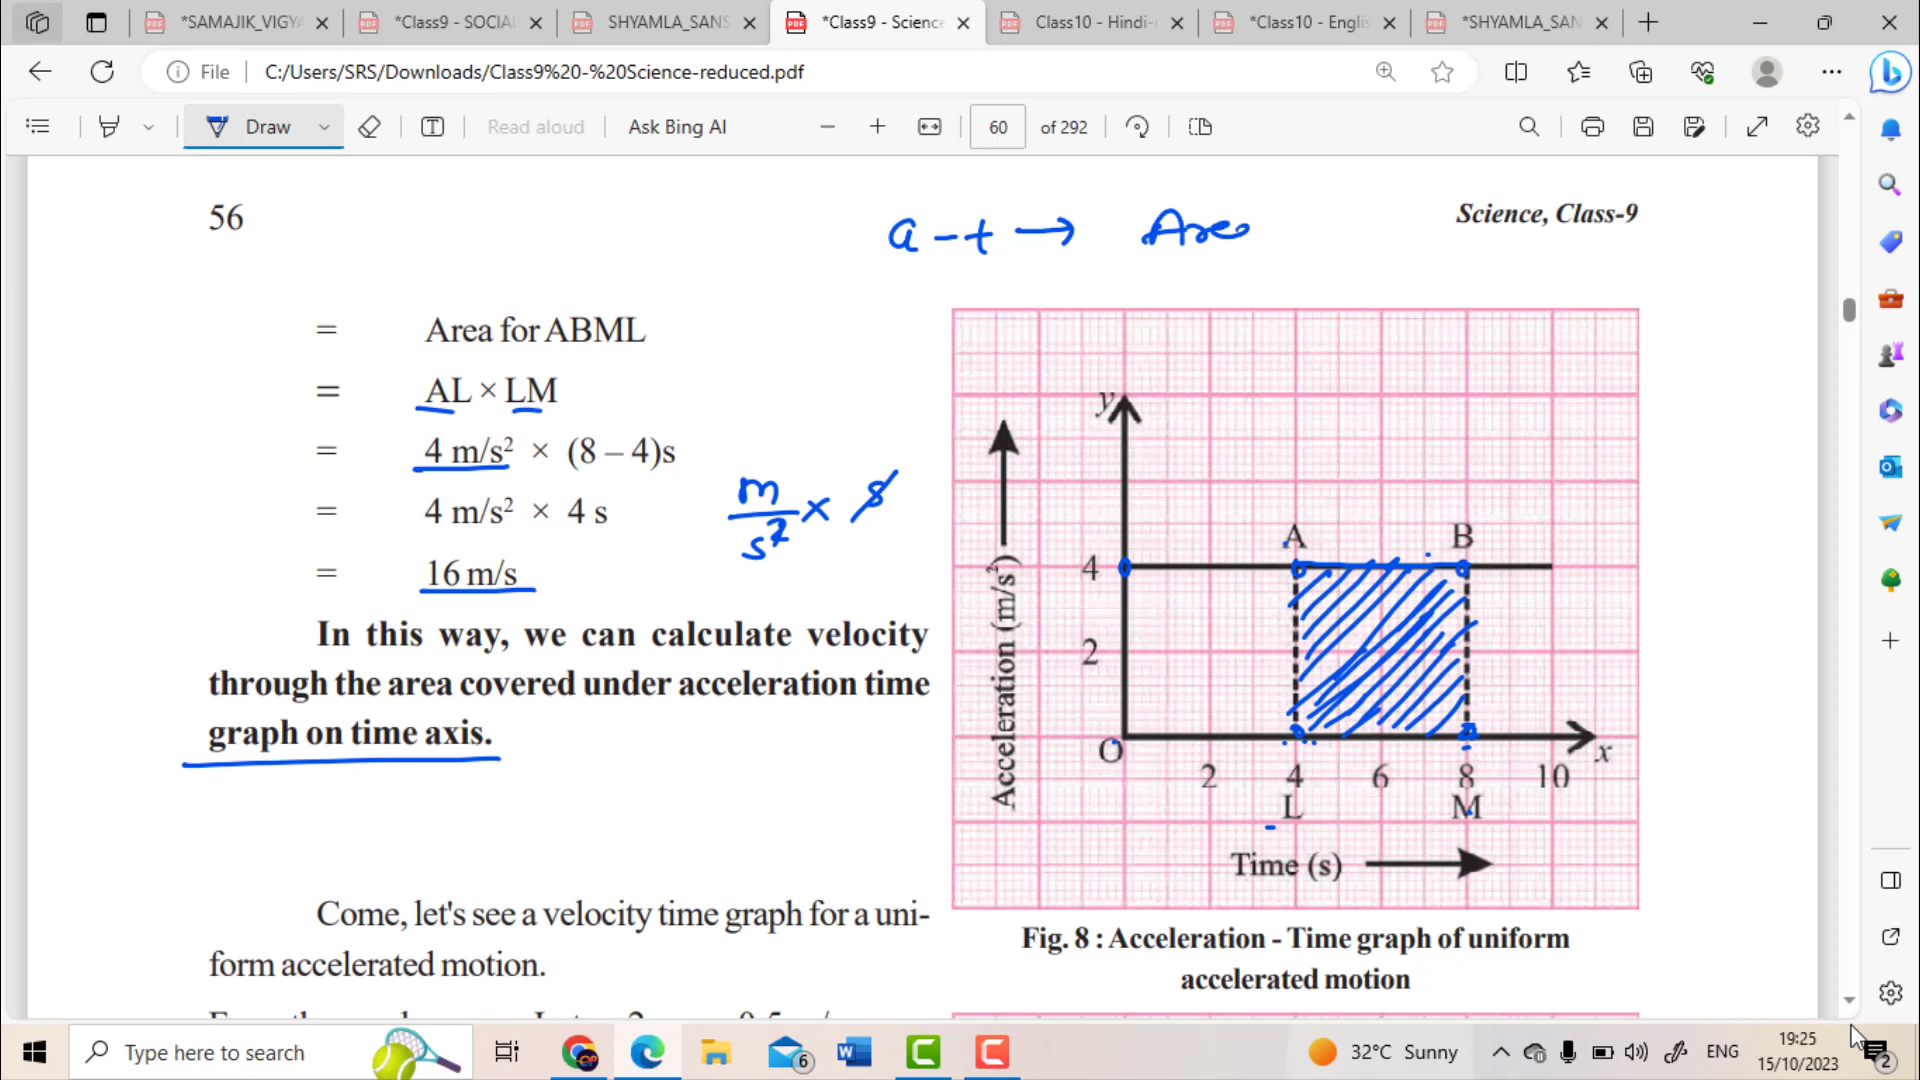 *SAMAJIK_VIGYA
*Class9 - SOCIA
SHYAMLA_SANS
*Class9 - Science
Class10 - Hindi-
*Class10 - Englis
*SHYAMLA_SAN
File
C:/Users/SRS/Downloads/Class9%20-%20Science-reduced.pdf
Draw
Read aloud
Ask Bing AI
60 of 292
56
a - t → Area
Science, Class-9
= Area for ABML
= AL × LM
= 4 m/s² × (8 – 4)s
= 4 m/s² × 4 s
m/s² × s
= 16 m/s
In this way, we can calculate velocity
through the area covered under acceleration time
graph on time axis.
Come, let's see a velocity time graph for a uni-
form accelerated motion.
y
A B
4
2
Acceleration (m/s²)
O x
2 4 6 8 10
L M
Time (s)
Fig. 8 : Acceleration - Time graph of uniform
accelerated motion
Type here to search
6
32°C Sunny
ENG
19:25
15/10/2023
2